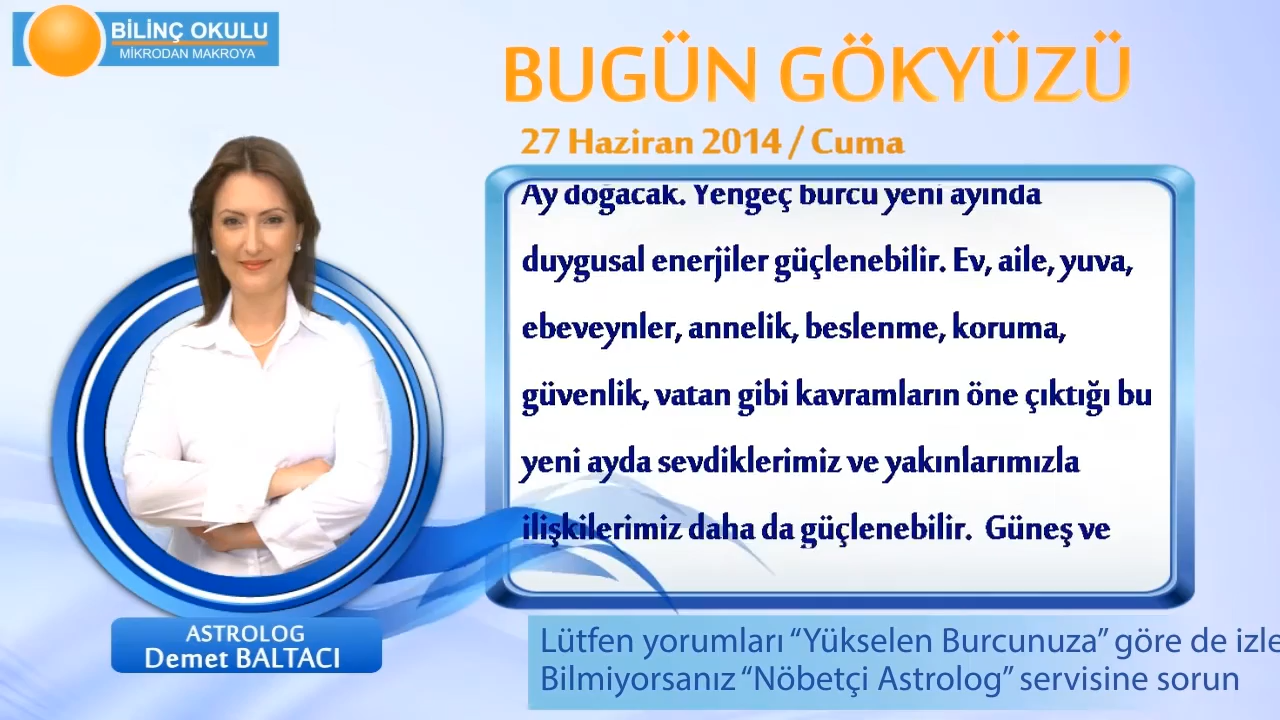 BİLİNÇ OKULU
MİKRODAN MAKROYA
BUGÜN GÖKYÜZÜ
27 Haziran 2014 / Cuma
Ay doğacak. Yengeç burcu yeni ayında
duygusal enerjiler güçlenebilir. Ev, aile, yuva,
ebeveynler, annelik, beslenme, koruma,
güvenlik, vatan gibi kavramların öne çıktığı bu
yeni ayda sevdiklerimiz ve yakınlarımızla
ilişkilerimiz daha da güçlenebilir. Güneş ve
ASTROLOG
Demet BALTACI
Lütfen yorumları “Yükselen Burcunuza” göre de izle
Bilmiyorsanız “Nöbetçi Astrolog” servisine sorun